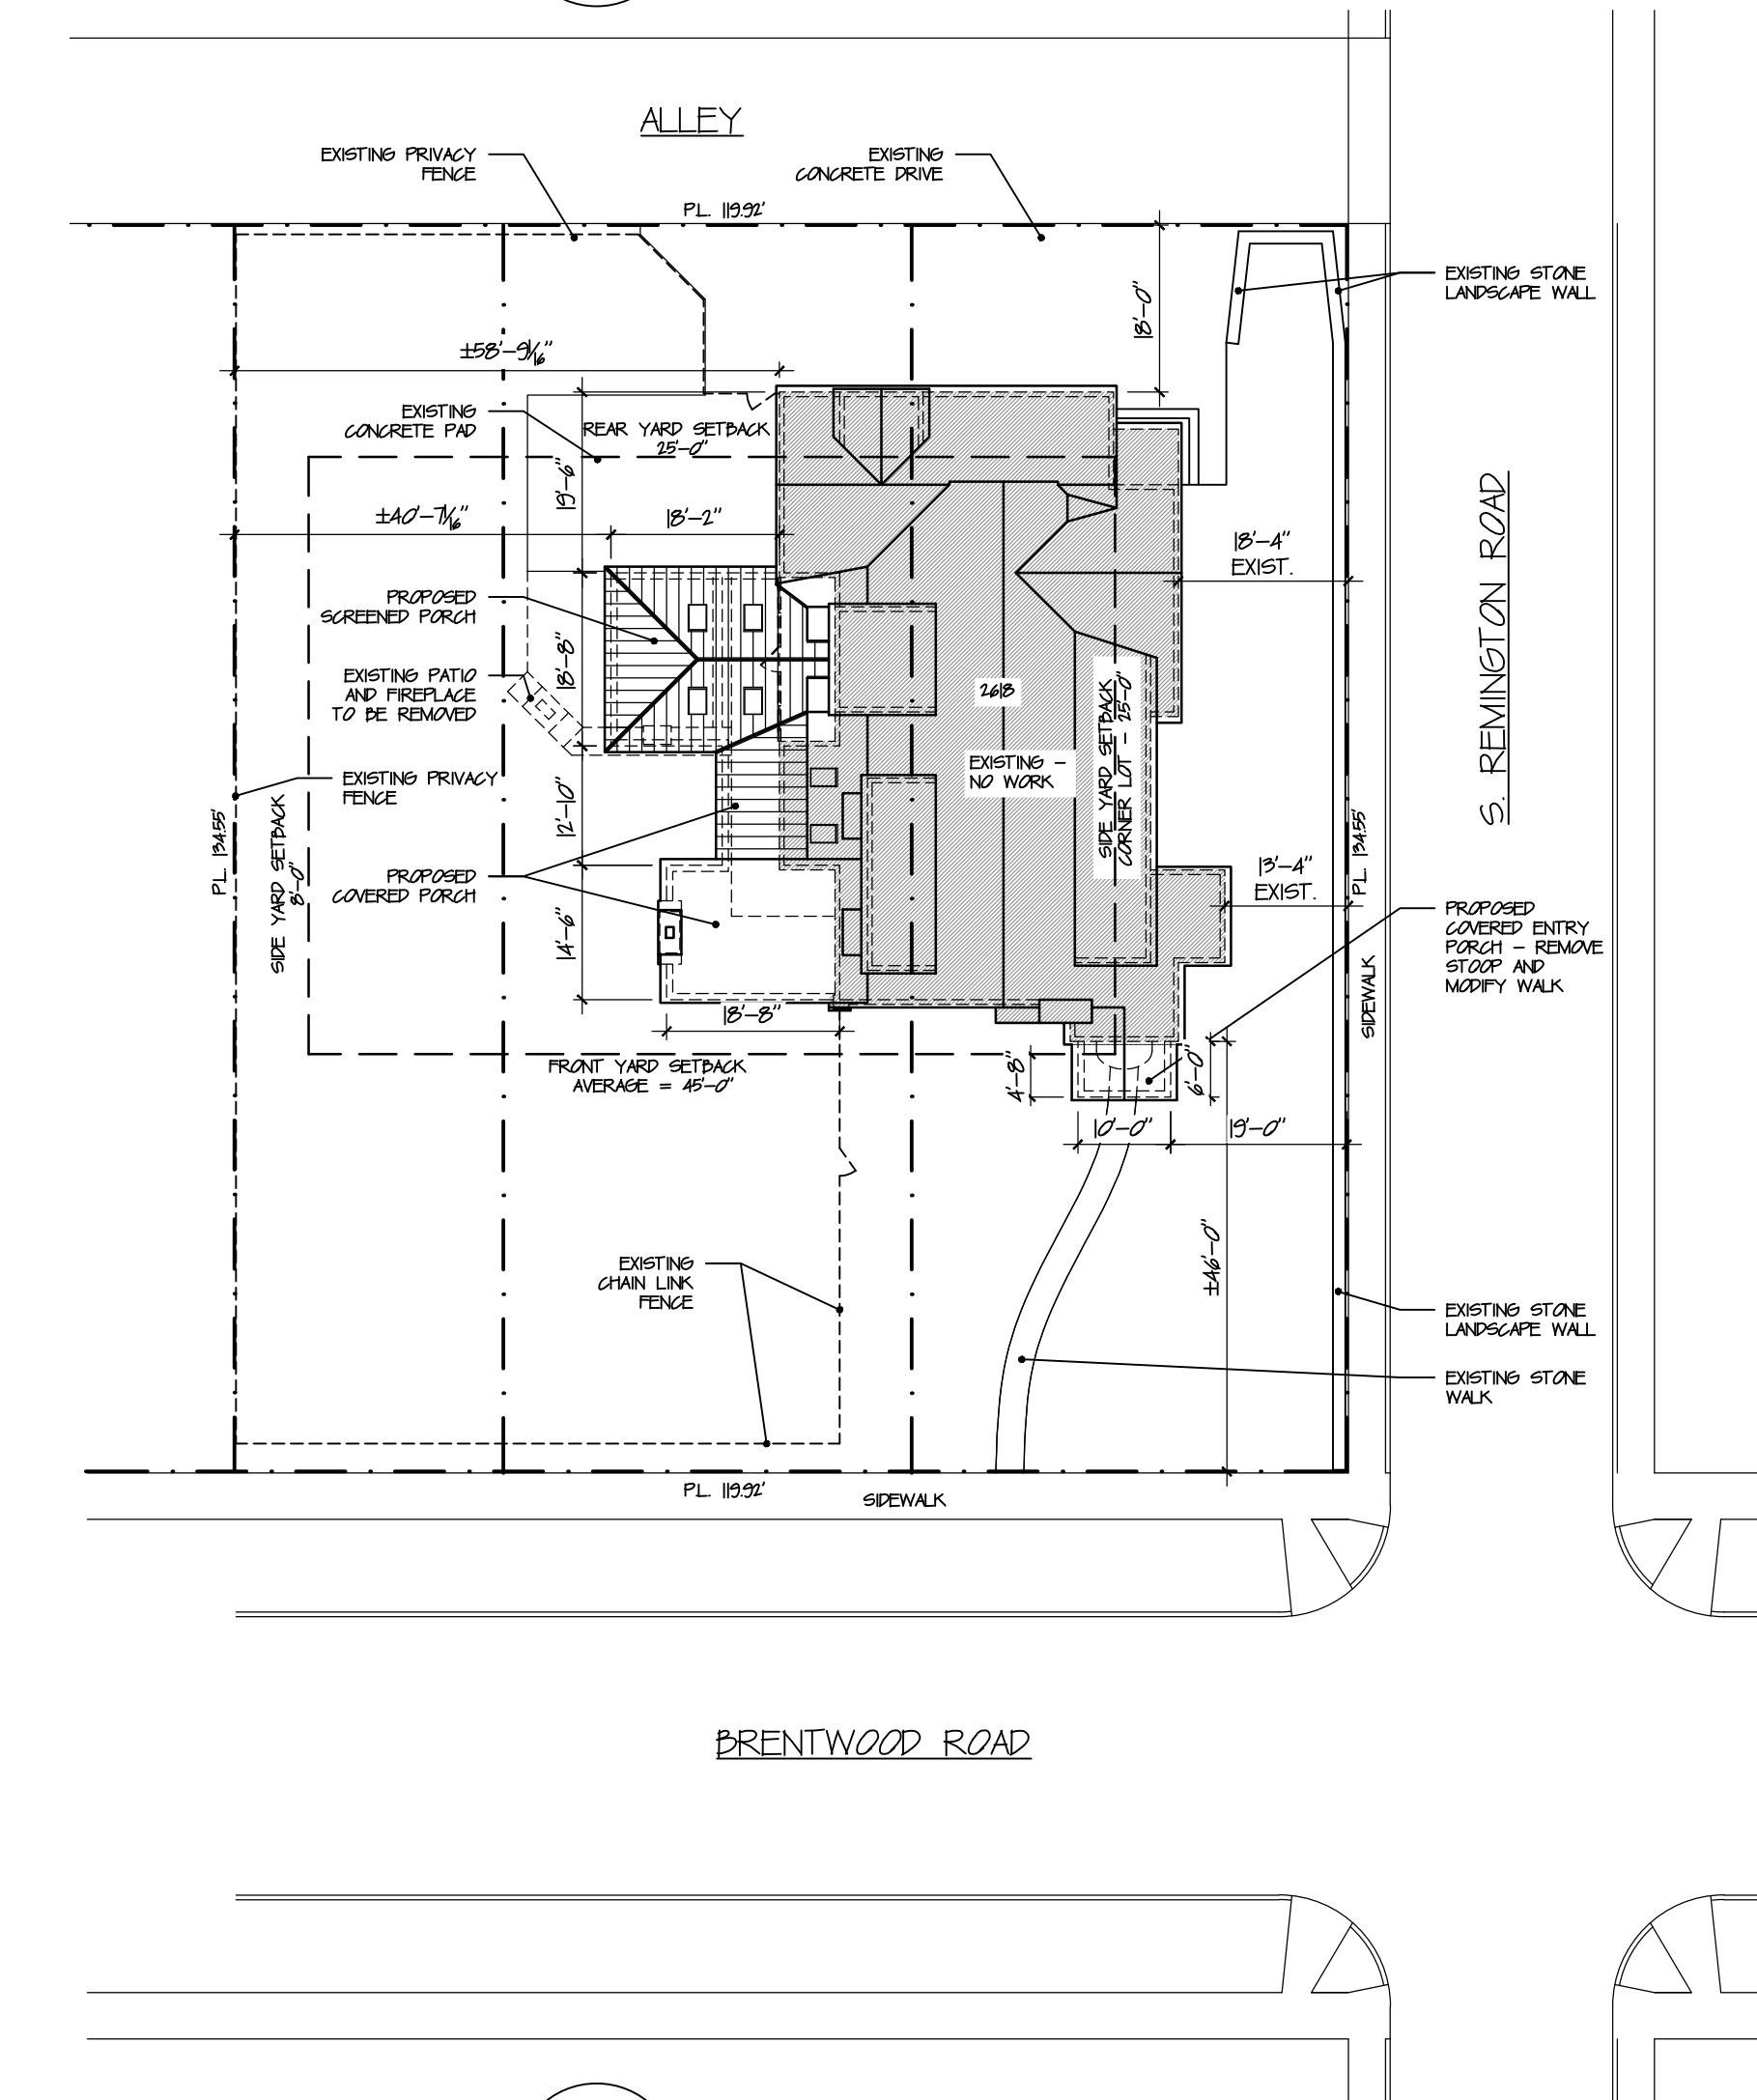 ALLEY
EXISTING PRIVACY
FENCE
EXISTING
CONCRETE DRIVE
P.L. 119.92'
18'-0"
EXISTING STONE
LANDSCAPE WALL
±58'-9 1/16"
EXISTING
CONCRETE PAD
REAR YARD SETBACK
25'-0"
19'-6"
±40'-7 1/16"
18'-2"
18'-4"
EXIST.
S. REMINGTON ROAD
PROPOSED
SCREENED PORCH
18'-8"
EXISTING PATIO
AND FIREPLACE
TO BE REMOVED
2618
EXISTING -
NO WORK
SIDE YARD SETBACK
CORNER LOT - 25'-0"
EXISTING PRIVACY
FENCE
P.L. 134.55'
SIDE YARD SETBACK
8'-0"
12'-10"
P.L. 134.55'
13'-4"
EXIST.
PROPOSED
COVERED PORCH
14'-6"
PROPOSED
COVERED ENTRY
PORCH - REMOVE
STOOP AND
MODIFY WALK
SIDEWALK
18'-8"
FRONT YARD SETBACK
AVERAGE = 45'-0"
4'-8"
6'-0"
10'-0"
19'-0"
±46'-0"
EXISTING
CHAIN LINK
FENCE
EXISTING STONE
LANDSCAPE WALL
EXISTING STONE
WALK
P.L. 119.92'
SIDEWALK
BRENTWOOD ROAD